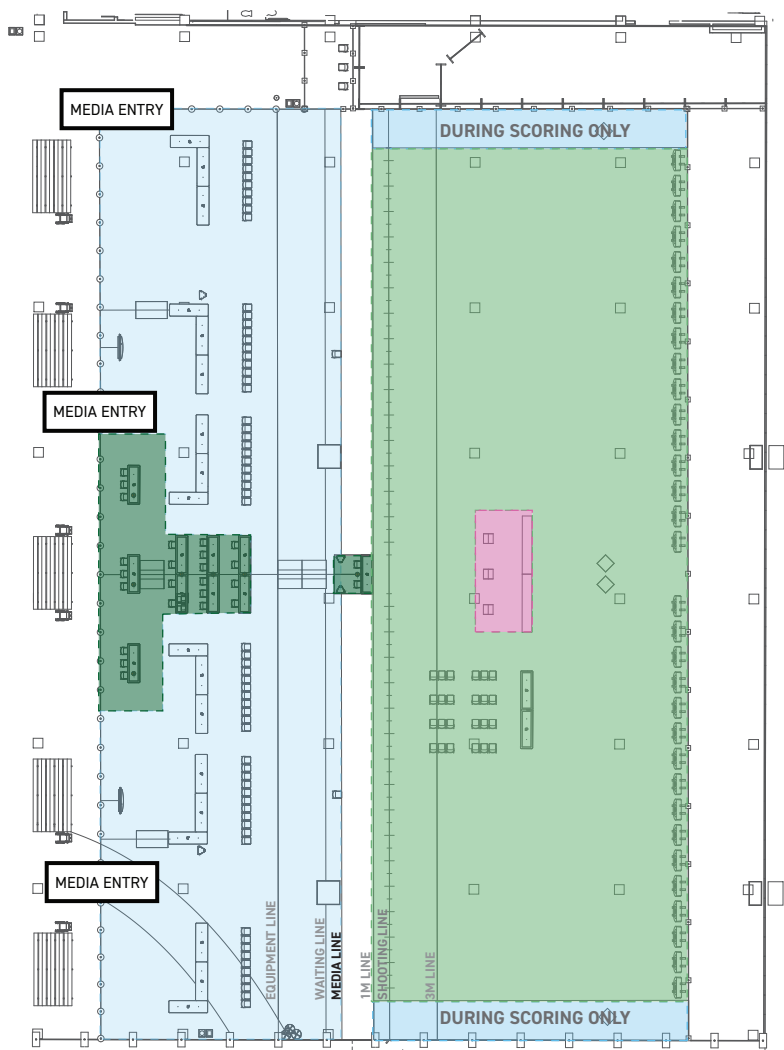 MEDIA ENTRY
DURING SCORING ONLY
MEDIA ENTRY
MEDIA ENTRY
EQUIPMENT LINE
WAITING LINE
MEDIA LINE
1M LINE
SHOOTING LINE
3M LINE
DURING SCORING ONLY